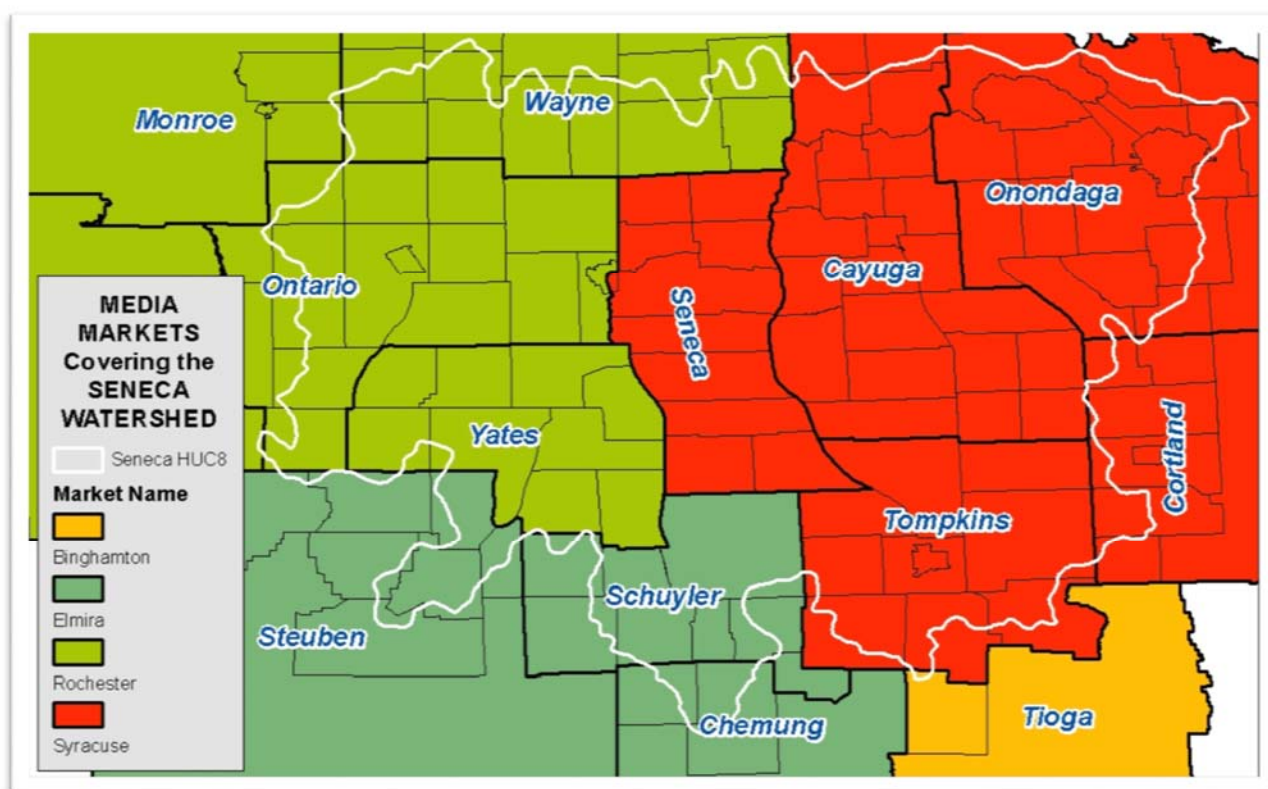 Monroe
Wayne
Onondaga
Ontario
Cayuga
Seneca
Yates
Cortland
Tompkins
Schuyler
Steuben
Chemung
Tioga
MEDIA
MARKETS
Covering the
SENECA
WATERSHED
Seneca HUC8
Market Name
Binghamton
Elmira
Rochester
Syracuse